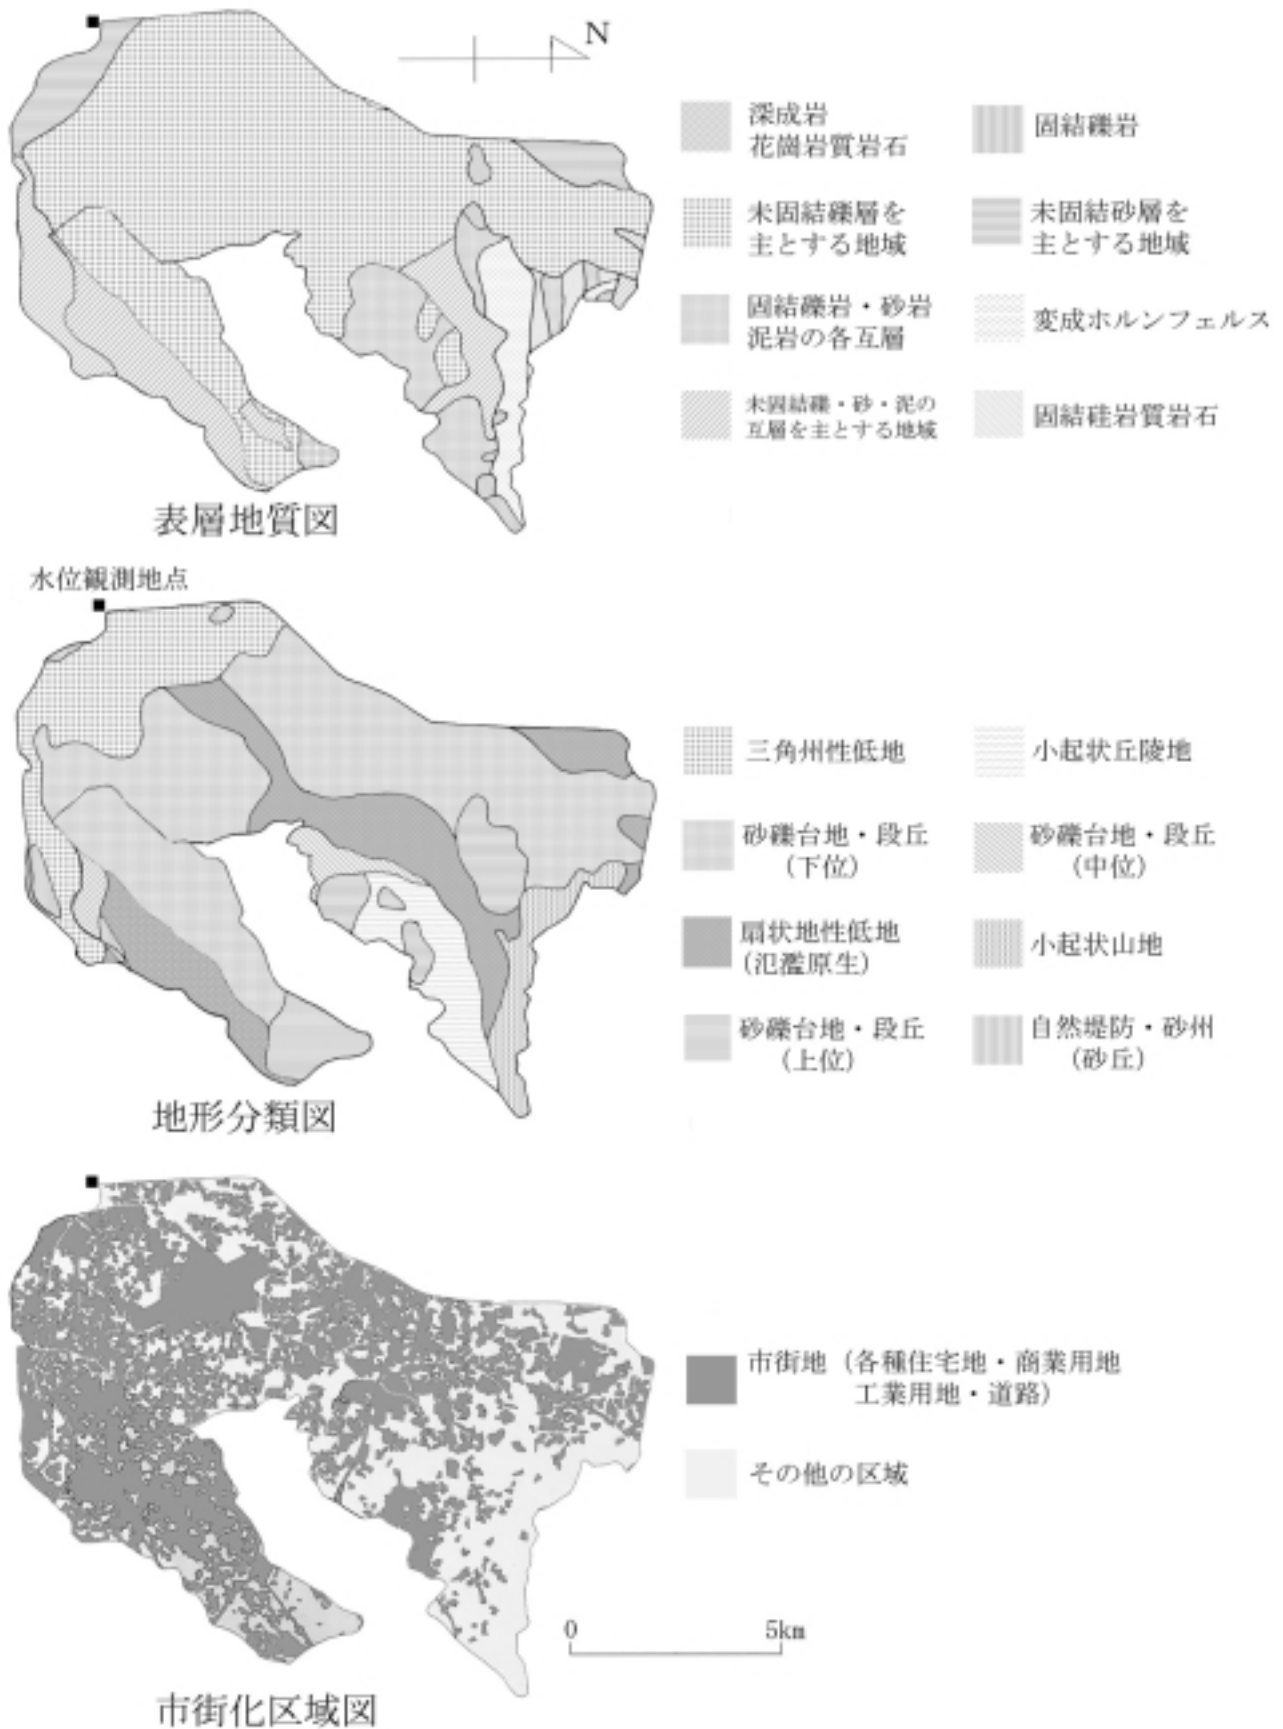 N
深成岩
花崗岩質岩石
固結礫岩
未固結礫層を
主とする地域
未固結砂層を
主とする地域
固結礫岩・砂岩
泥岩の各互層
変成ホルンフェルス
未固結礫・砂・泥の
互層を主とする地域
固結硅岩質岩石
表層地質図
水位観測地点
三角州性低地
小起状丘陵地
砂礫台地・段丘
（下位）
砂礫台地・段丘
（中位）
扇状地性低地
（氾濫原生）
小起状山地
砂礫台地・段丘
（上位）
自然堤防・砂州
（砂丘）
地形分類図
市街地（各種住宅地・商業用地
工業用地・道路）
その他の区域
0 5km
市街化区域図